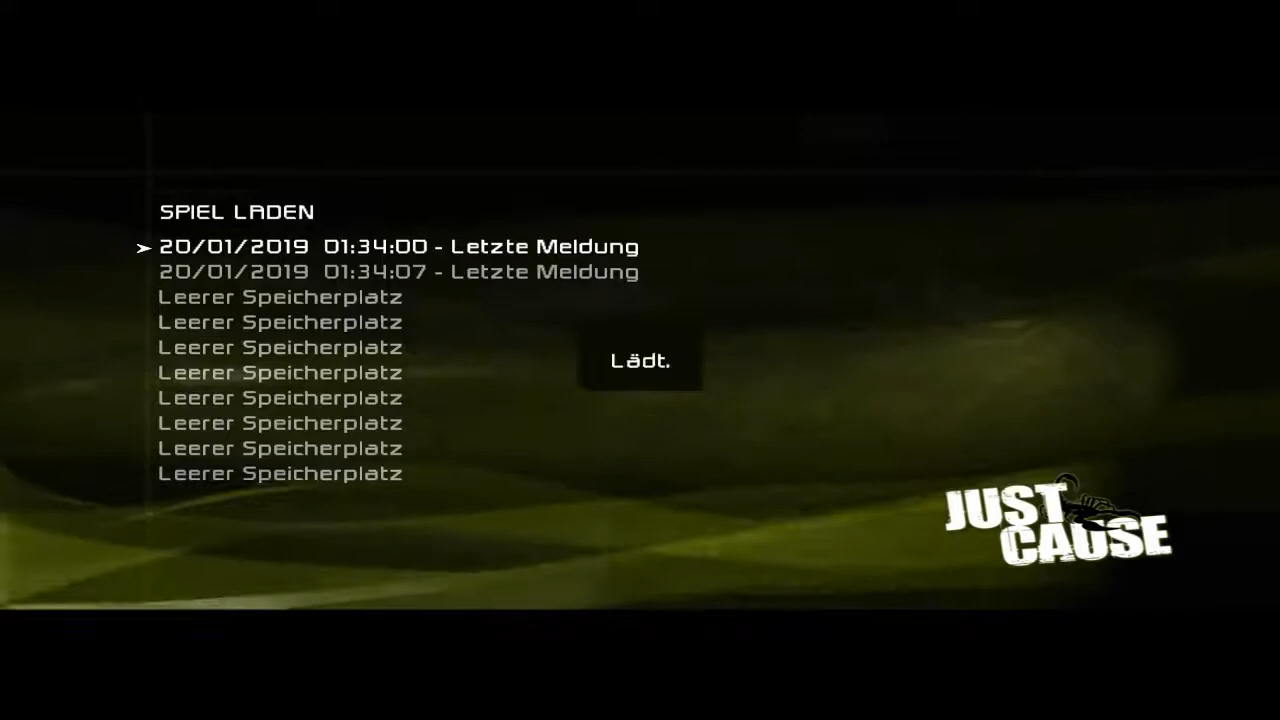 SPIEL LADEN
➢ 20/01/2019 01:34:00 - Letzte Meldung
20/01/2019 01:34:07 - Letzte Meldung
Leerer Speicherplatz
Leerer Speicherplatz
Leerer Speicherplatz
Lädt.
Leerer Speicherplatz
Leerer Speicherplatz
Leerer Speicherplatz
Leerer Speicherplatz
Leerer Speicherplatz
JUST
CAUSE